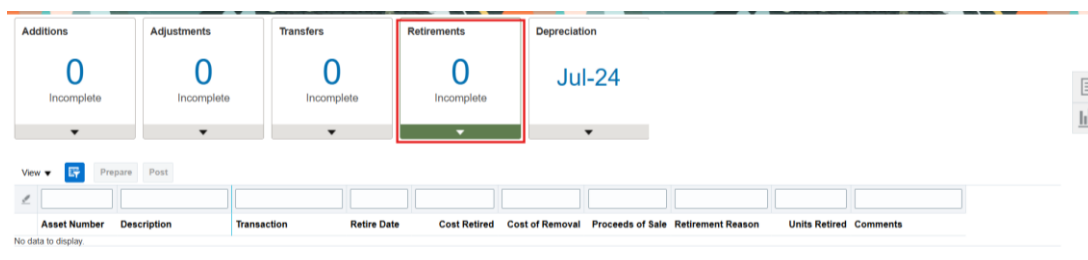 Additions Adjustments Transfers Retirements Depreciation
0 0 0 0 Jul-24
Incomplete Incomplete Incomplete Incomplete
View Prepare Post
Asset Number Description Transaction Retire Date Cost Retired Cost of Removal Proceeds of Sale Retirement Reason Units Retired Comments
No data to display.